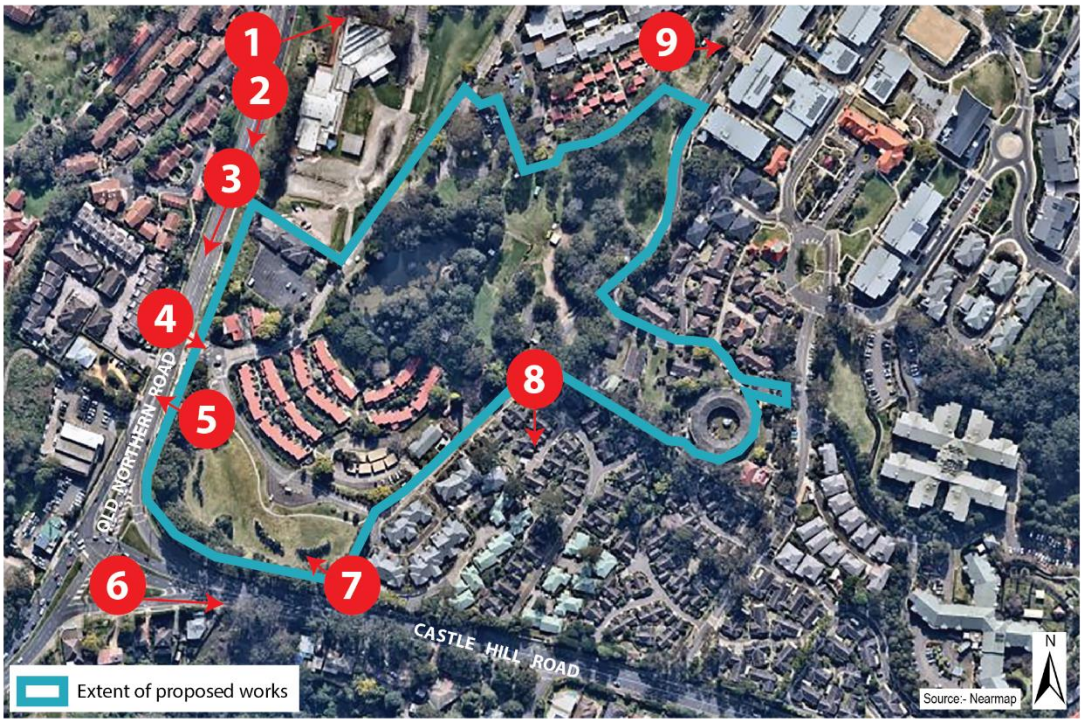 1
2
3
4
5
6
7
8
9
OLD NORTHERN ROAD
CASTLE HILL ROAD
Extent of proposed works
N
Source:- Nearmap